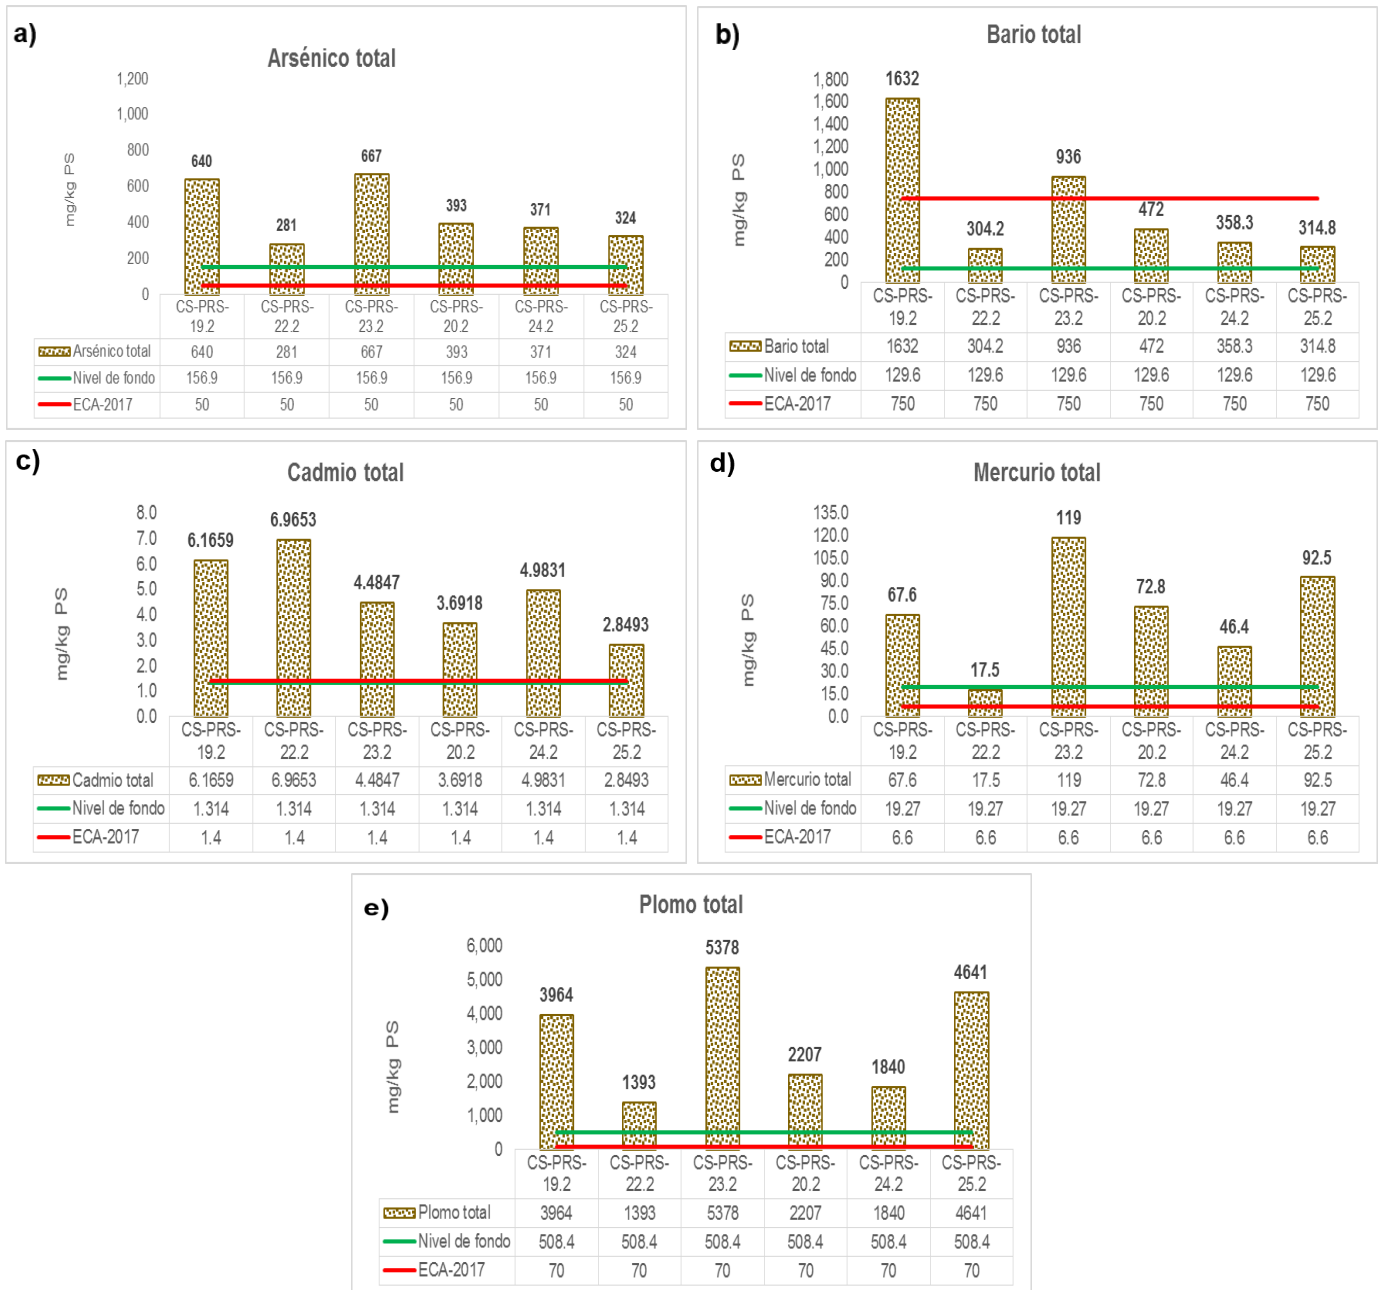 a)
Arsénico total
1,200
1,000
800
600
400
200
0
mg/kg PS
640
281
667
393
371
324
CS-PRS-19.2 CS-PRS-22.2 CS-PRS-23.2 CS-PRS-20.2 CS-PRS-24.2 CS-PRS-25.2
Arsénico total 640 281 667 393 371 324
Nivel de fondo 156.9 156.9 156.9 156.9 156.9 156.9
ECA-2017 50 50 50 50 50 50
b)
Bario total
1,800
1,600
1,400
1,200
1,000
800
600
400
200
0
mg/kg PS
1632
304.2
936
472
358.3
314.8
CS-PRS-19.2 CS-PRS-22.2 CS-PRS-23.2 CS-PRS-20.2 CS-PRS-24.2 CS-PRS-25.2
Bario total 1632 304.2 936 472 358.3 314.8
Nivel de fondo 129.6 129.6 129.6 129.6 129.6 129.6
ECA-2017 750 750 750 750 750 750
c)
Cadmio total
8.0
7.0
6.0
5.0
4.0
3.0
2.0
1.0
0.0
mg/kg PS
6.1659
6.9653
4.4847
3.6918
4.9831
2.8493
CS-PRS-19.2 CS-PRS-22.2 CS-PRS-23.2 CS-PRS-20.2 CS-PRS-24.2 CS-PRS-25.2
Cadmio total 6.1659 6.9653 4.4847 3.6918 4.9831 2.8493
Nivel de fondo 1.314 1.314 1.314 1.314 1.314 1.314
ECA-2017 1.4 1.4 1.4 1.4 1.4 1.4
d)
Mercurio total
135.0
120.0
105.0
90.0
75.0
60.0
45.0
30.0
15.0
0.0
mg/kg PS
67.6
17.5
119
72.8
46.4
92.5
CS-PRS-19.2 CS-PRS-22.2 CS-PRS-23.2 CS-PRS-20.2 CS-PRS-24.2 CS-PRS-25.2
Mercurio total 67.6 17.5 119 72.8 46.4 92.5
Nivel de fondo 19.27 19.27 19.27 19.27 19.27 19.27
ECA-2017 6.6 6.6 6.6 6.6 6.6 6.6
e)
Plomo total
6,000
5,000
4,000
3,000
2,000
1,000
0
mg/kg PS
3964
1393
5378
2207
1840
4641
CS-PRS-19.2 CS-PRS-22.2 CS-PRS-23.2 CS-PRS-20.2 CS-PRS-24.2 CS-PRS-25.2
Plomo total 3964 1393 5378 2207 1840 4641
Nivel de fondo 508.4 508.4 508.4 508.4 508.4 508.4
ECA-2017 70 70 70 70 70 70